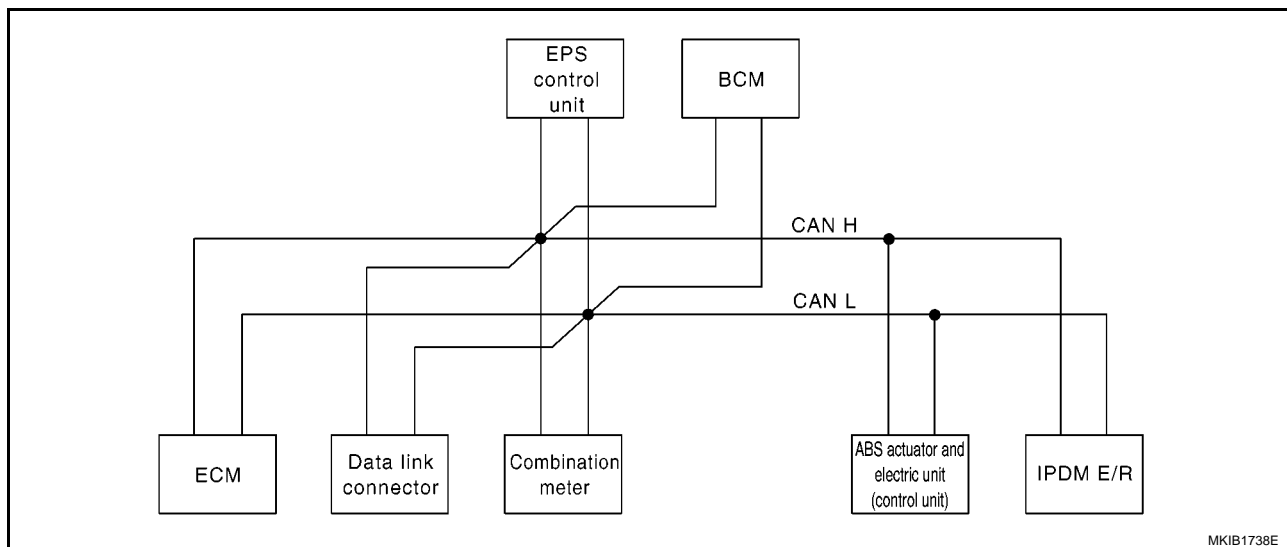 EPS
control
unit
BCM
CAN H
CAN L
ECM
Data link
connector
Combination
meter
ABS actuator and
electric unit
(control unit)
IPDM E/R
MKIB1738E